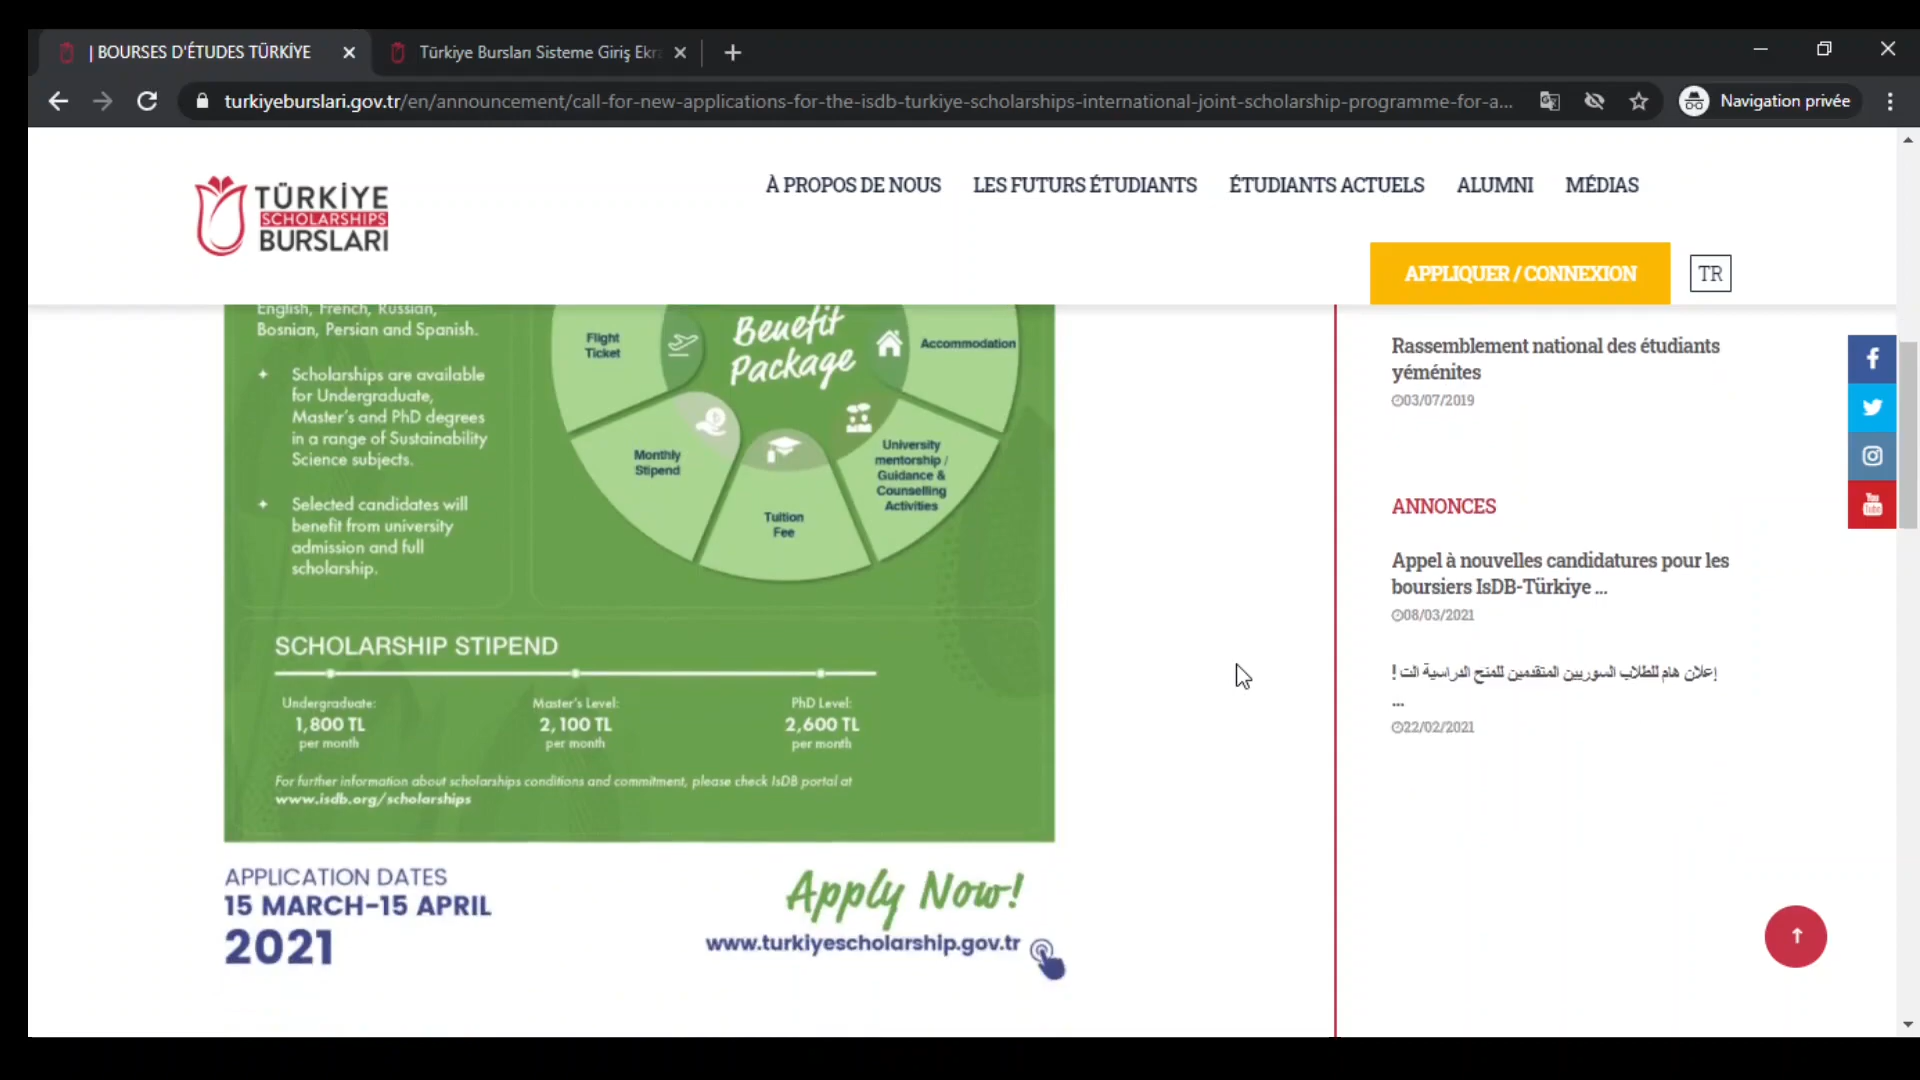 | BOURSES D'ÉTUDES TÜRKİYE
Türkiye Bursları Sisteme Giriş Ekr
turkiyeburslari.gov.tr/en/announcement/call-for-new-applications-for-the-isdb-turkiye-scholarships-international-joint-scholarship-programme-for-a...
Navigation privée
TÜRKİYE
SCHOLARSHIPS
BURSLARI
À PROPOS DE NOUS
LES FUTURS ÉTUDIANTS
ÉTUDIANTS ACTUELS
ALUMNI
MÉDIAS
APPLIQUER / CONNEXION
TR
English, French, Russian,
Bosnian, Persian and Spanish.
Scholarships are available
for Undergraduate,
Master's and PhD degrees
in a range of Sustainability
Science subjects.
Selected candidates will
benefit from university
admission and full
scholarship.
Benefit
Package
Flight
Ticket
Accommodation
Monthly
Stipend
Tuition
Fee
University
mentorship /
Guidance &
Counselling
Activities
SCHOLARSHIP STIPEND
Undergraduate:
1,800 TL
per month
Master's Level:
2,100 TL
per month
PhD Level:
2,600 TL
per month
For further information about scholarships conditions and commitment, please check IsDB portal at
www.isdb.org/scholarships
APPLICATION DATES
15 MARCH-15 APRIL
2021
Apply Now!
www.turkiyescholarship.gov.tr
Rassemblement national des étudiants
yéménites
03/07/2019
ANNONCES
Appel à nouvelles candidatures pour les
boursiers IsDB-Türkiye ...
08/03/2021
إعلان هام للطلاب السوريين المتقدمين للمنح الدراسية الت !
...
22/02/2021
You
Tube